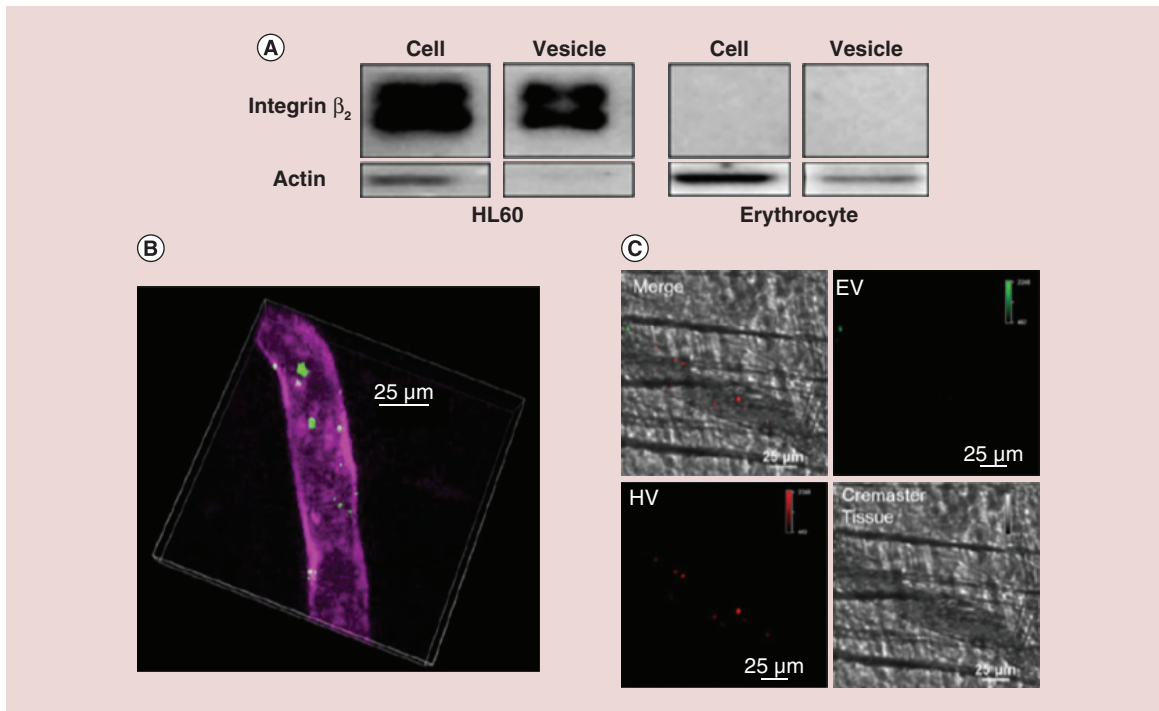 A
Cell
Vesicle
Cell
Vesicle
Integrin β2
Actin
HL60
Erythrocyte
B
25 µm
C
Merge
25 µm
EV
25 µm
HV
25 µm
Cremaster
Tissue
25 µm